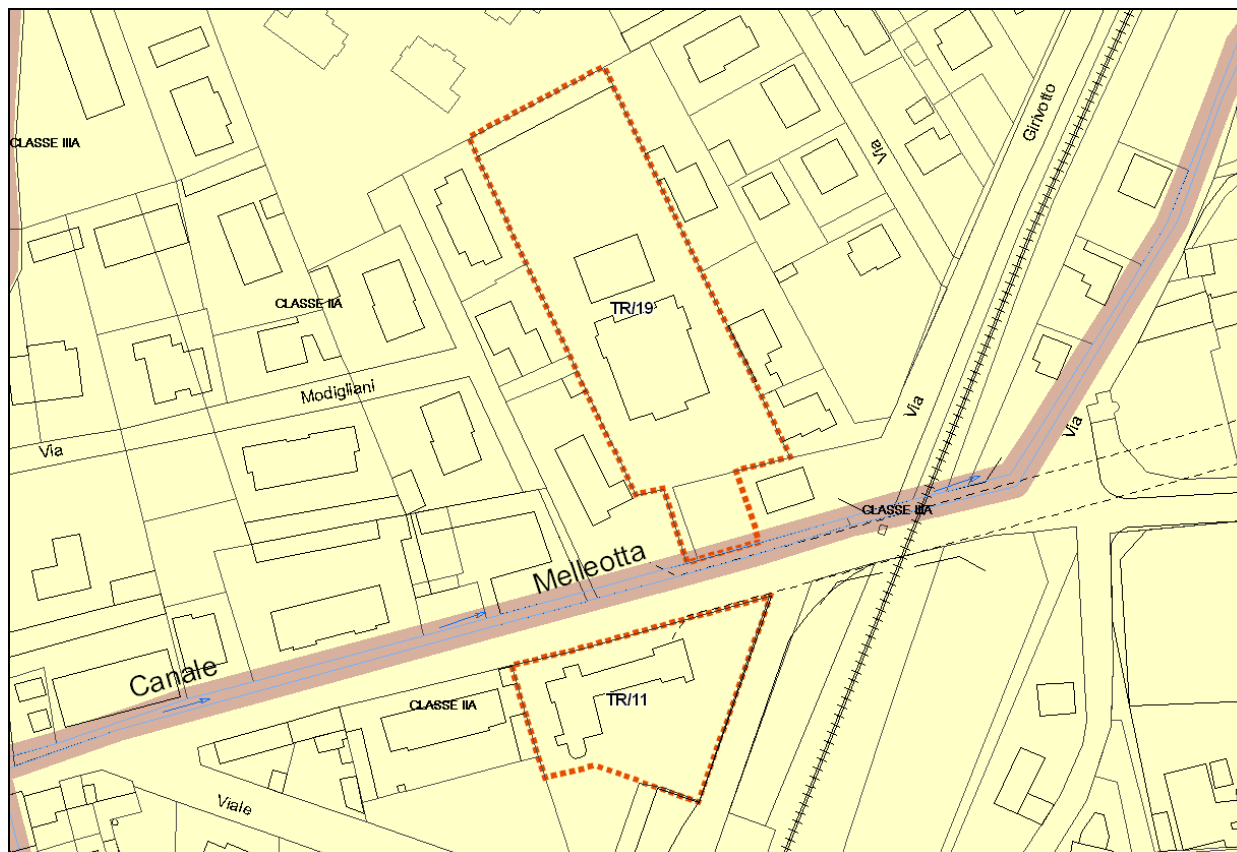 Girivotto
Via
CLASSE IIIA
CLASSE IIA
TR/19
Modigliani
Via
Via
Via
CLASSE IIIA
Melleotta
Canale
CLASSE IIA
TR/11
Viale